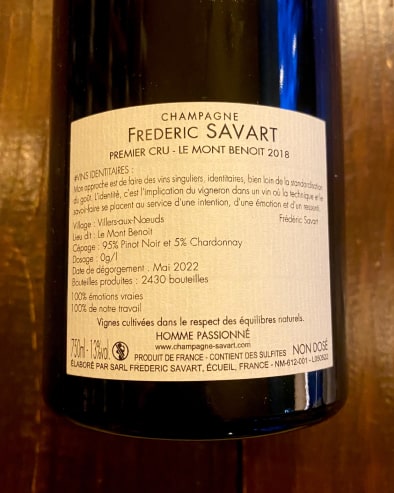 CHAMPAGNE
FREDERIC SAVART
PREMIER CRU - LE MONT BENOIT 2018
#VINS IDENTITAIRES :
Mon approche est de faire des vins singuliers, identitaires, bien loin de la standardisation
du goût. L'identité, c'est l'implication du vigneron dans un vin où la technique et le
savoir-faire se placent au service d'une intention, d'une émotion et d'un ressenti.
Frédéric Savart
Village : Villers-aux-Nœuds
Lieu dit : Le Mont Benoit
Cépage : 95% Pinot Noir et 5% Chardonnay
Dosage : 0g/l
Date de dégorgement : Mai 2022
Bouteilles produites : 2430 bouteilles
100% émotions vraies
100% de notre travail
Vignes cultivées dans le respect des équilibres naturels.
HOMME PASSIONNÉ
www.champagne-savart.com
750ml - 13%vol. PRODUIT DE FRANCE - CONTIENT DES SULFITES NON DOSÉ
ÉLABORÉ PAR SARL FREDERIC SAVART, ÉCUEIL, FRANCE - NM-612-001 - L050522